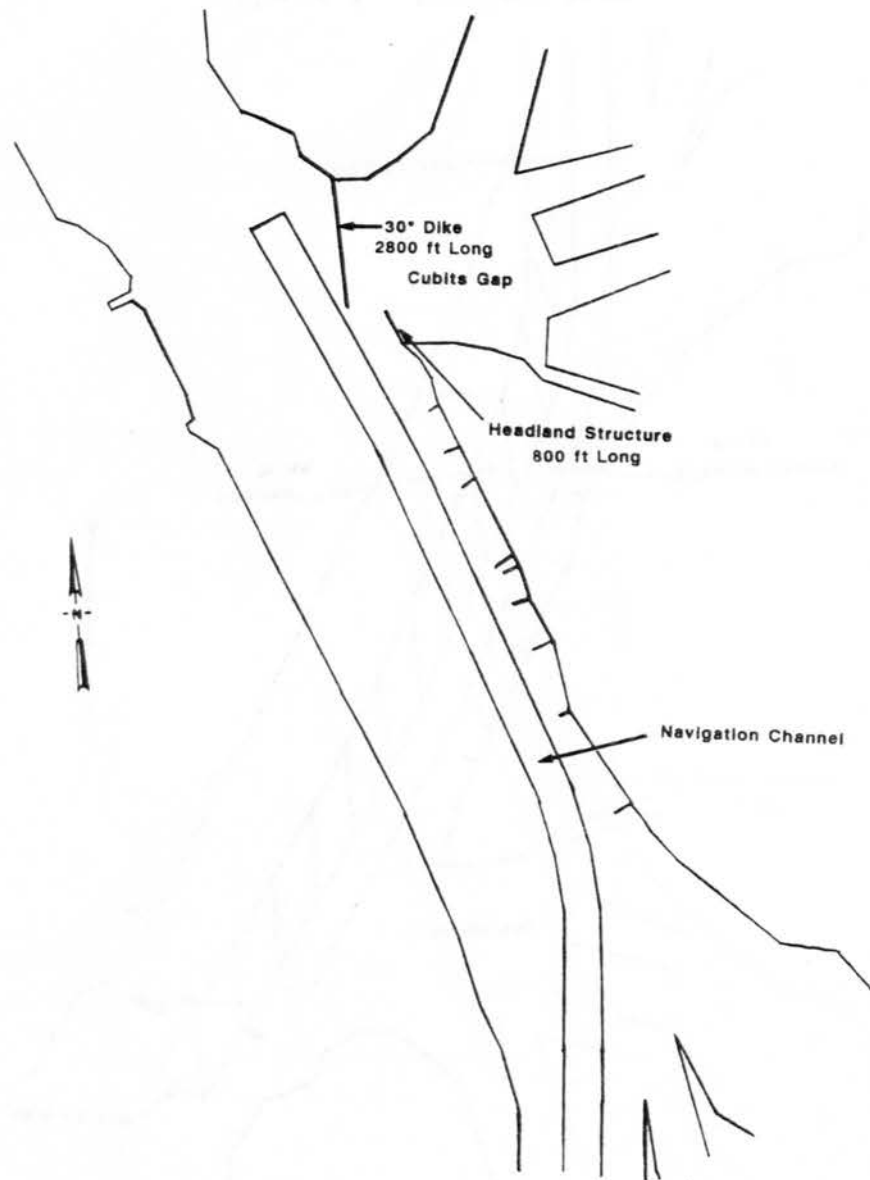 30° Dike
2800 ft Long
Cubits Gap
Headland Structure
800 ft Long
-N-
Navigation Channel